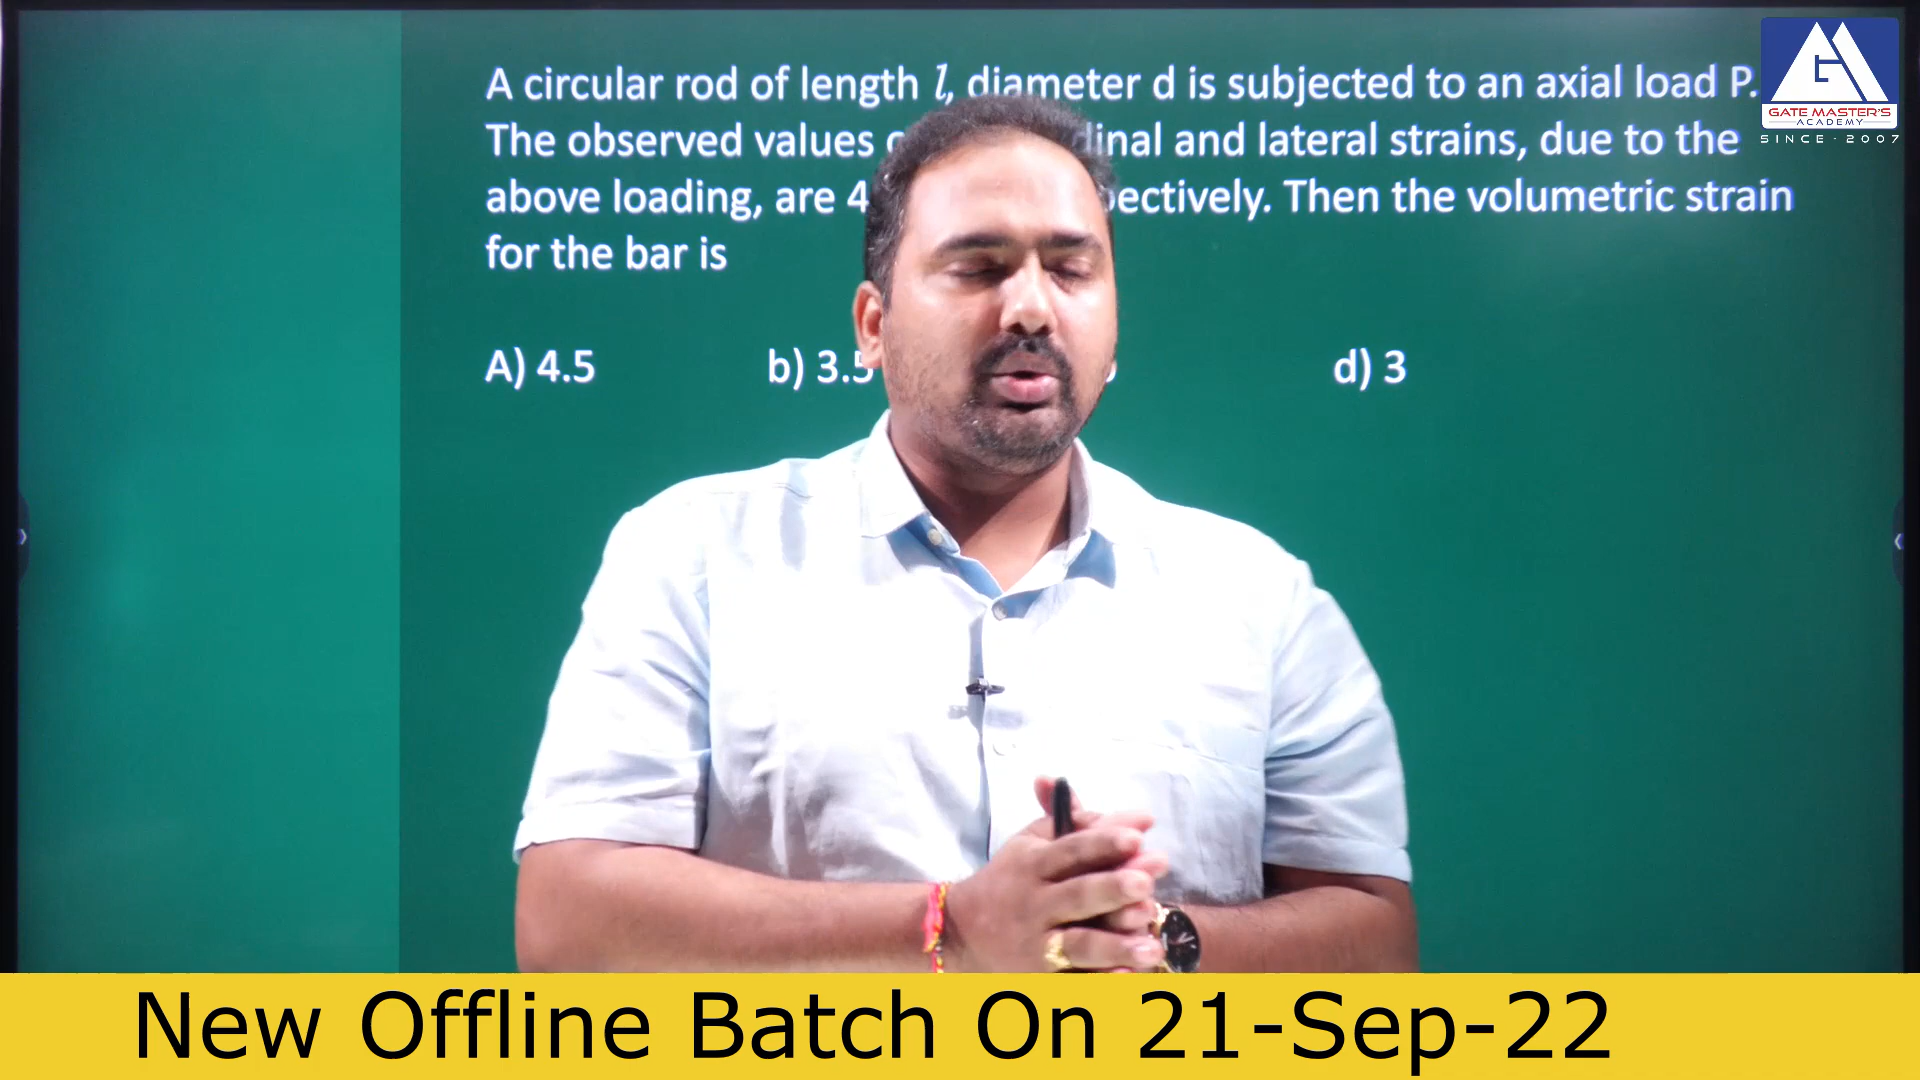 A circular rod of length l, diameter d is subjected to an axial load P.
The observed values and lateral strains, due to the
above loading, are 4 Then the volumetric strain
for the bar is
A) 4.5 b) 3.5 d) 3
GATE MASTER'S
ACADEMY
SINCE-2007
New Offline Batch On 21-Sep-22